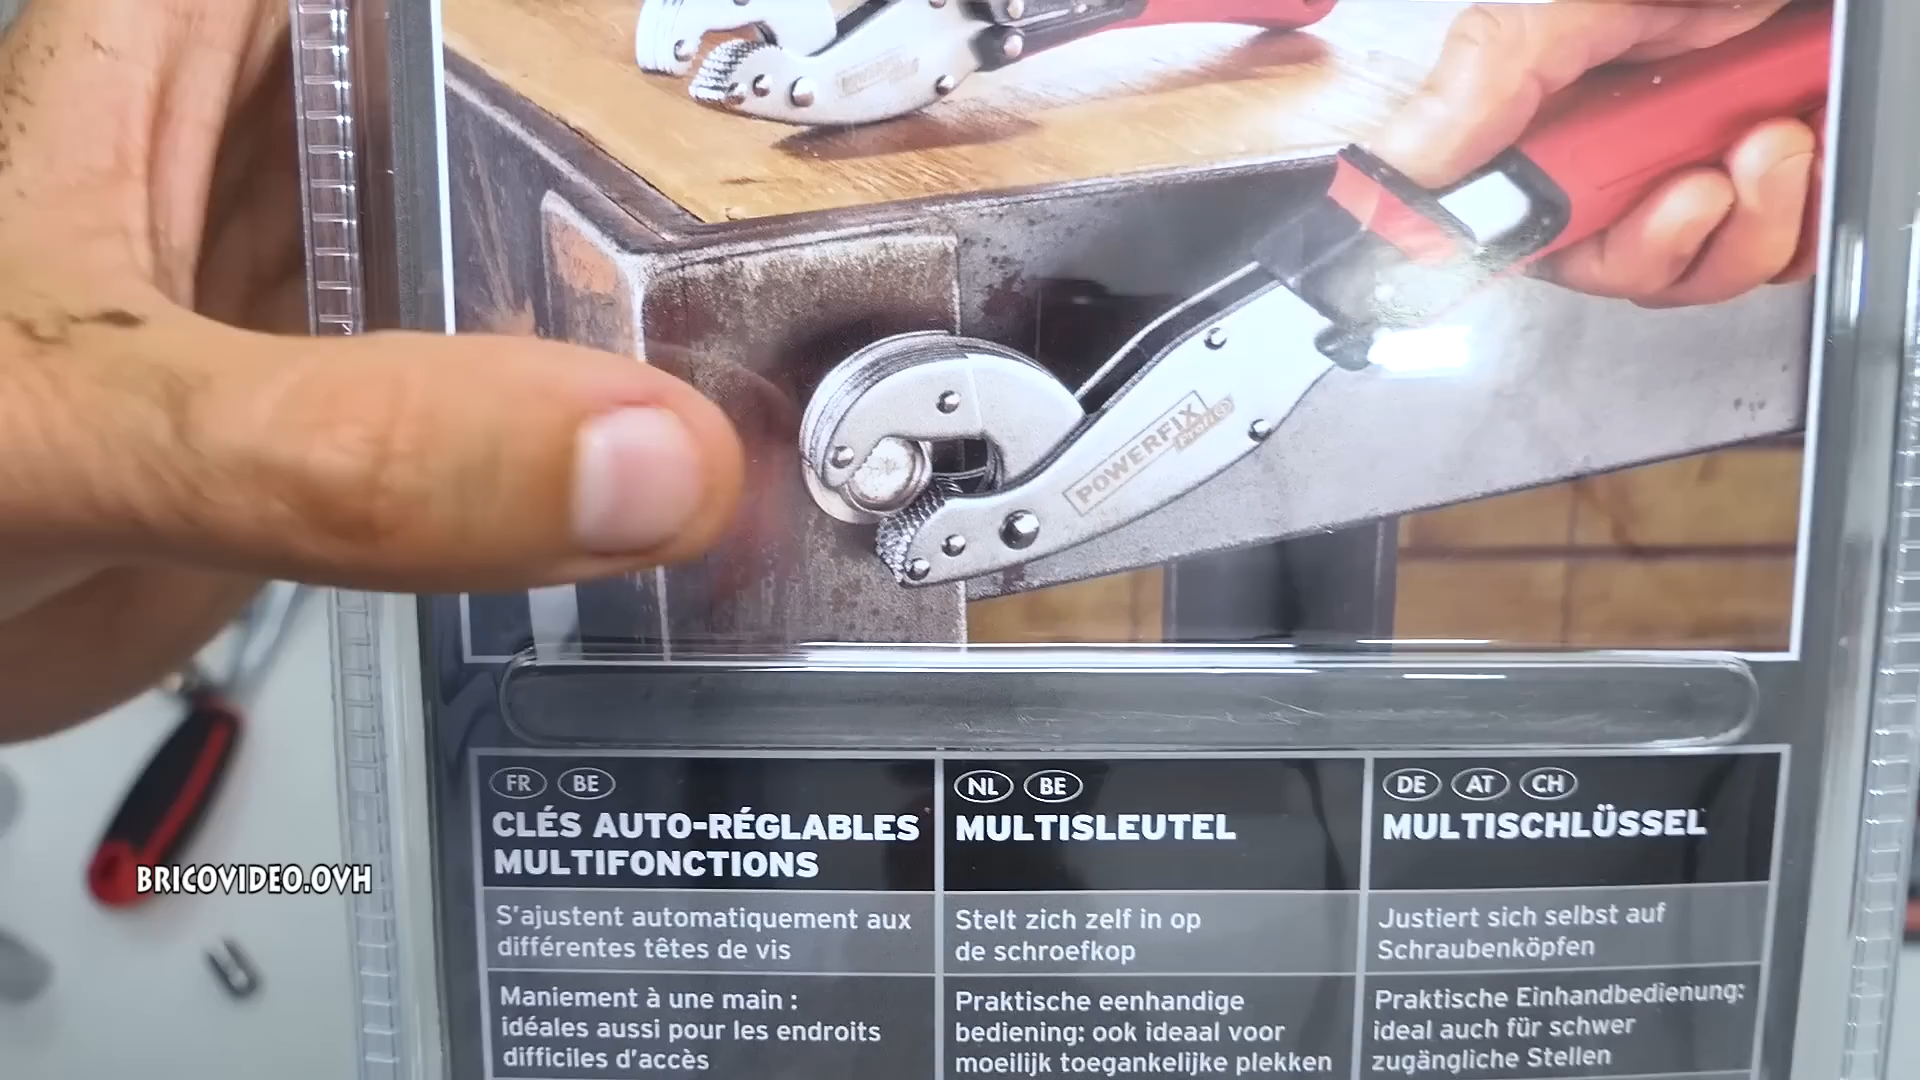 POWERFIX
FR BE
CLÉS AUTO-RÉGLABLES
MULTIFONCTIONS
S'ajustent automatiquement aux
différentes têtes de vis
Maniement à une main :
idéales aussi pour les endroits
difficiles d'accès
NL BE
MULTISLEUTEL
Stelt zich zelf in op
de schroefkop
Praktische eenhandige
bediening: ook ideaal voor
moeilijk toegankelijke plekken
DE AT CH
MULTISCHLÜSSEL
Justiert sich selbst auf
Schraubenköpfen
Praktische Einhandbedienung:
ideal auch für schwer
zugängliche Stellen
BRICOVIDEO.OVH